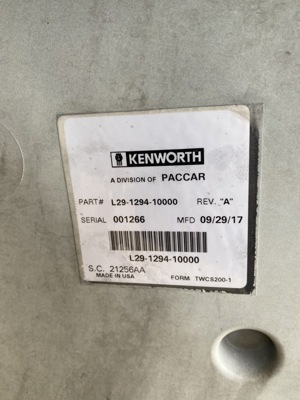 KENWORTH
A DIVISION OF PACCAR
PART# L29-1294-10000 REV. "A"
SERIAL 001266 MFD 09/29/17
L29-1294-10000
S.C. 21256AA
MADE IN USA FORM TWCS200-1